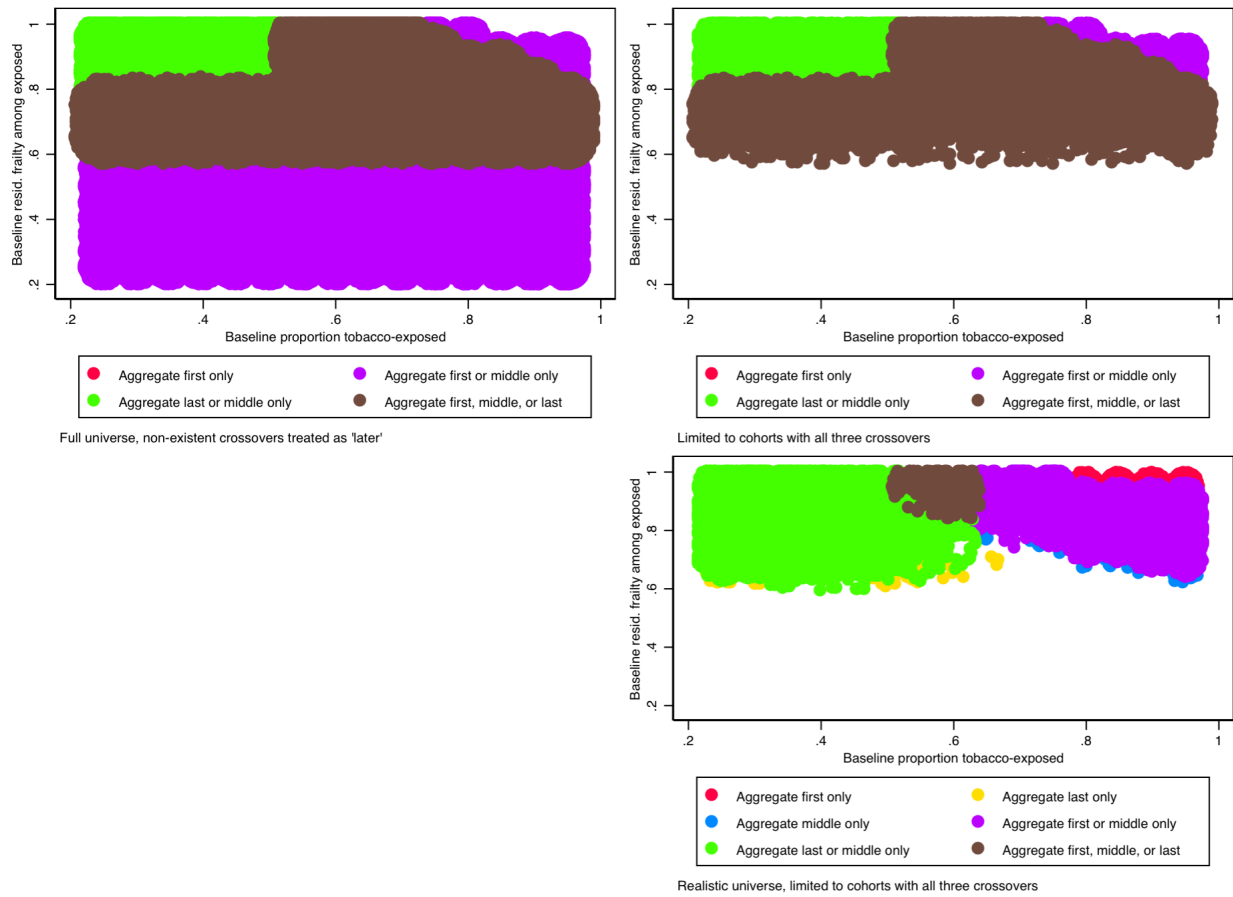 Baseline resid. frailty among exposed
1
.8
.6
.4
.2
.2 .4 .6 .8 1
Baseline proportion tobacco-exposed
Aggregate first only Aggregate first or middle only
Aggregate last or middle only Aggregate first, middle, or last
Full universe, non-existent crossovers treated as 'later'
Baseline resid. frailty among exposed
1
.8
.6
.4
.2
.2 .4 .6 .8 1
Baseline proportion tobacco-exposed
Aggregate first only Aggregate first or middle only
Aggregate last or middle only Aggregate first, middle, or last
Limited to cohorts with all three crossovers
Baseline resid. frailty among exposed
1
.8
.6
.4
.2
.2 .4 .6 .8 1
Baseline proportion tobacco-exposed
Aggregate first only Aggregate last only
Aggregate middle only Aggregate first or middle only
Aggregate last or middle only Aggregate first, middle, or last
Realistic universe, limited to cohorts with all three crossovers